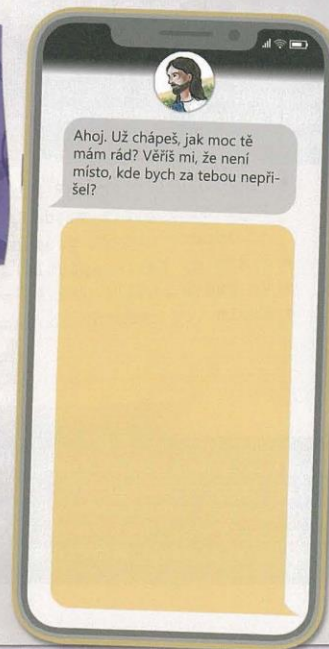 Ahoj. Už chápeš, jak moc tě
mám rád? Věříš mi, že není
místo, kde bych za tebou nepři-
šel?